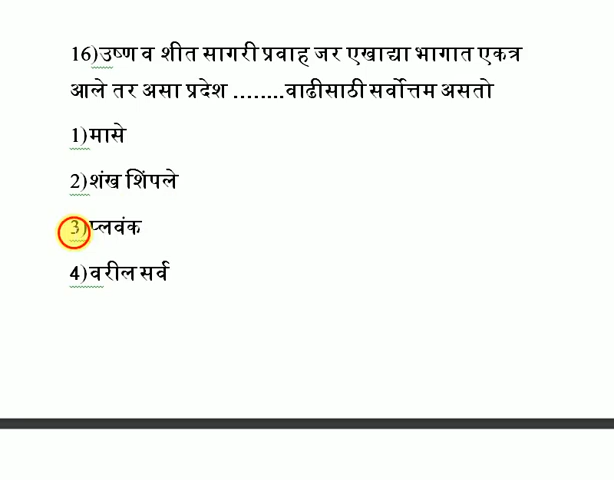 16)उष्ण व शीत सागरी प्रवाह जर एखाद्या भागात एकत्र
आले तर असा प्रदेश ........वाढीसाठी सर्वोत्तम असतो
1)मासे
2)शंख शिंपले
3)प्लवंक
4)वरील सर्व